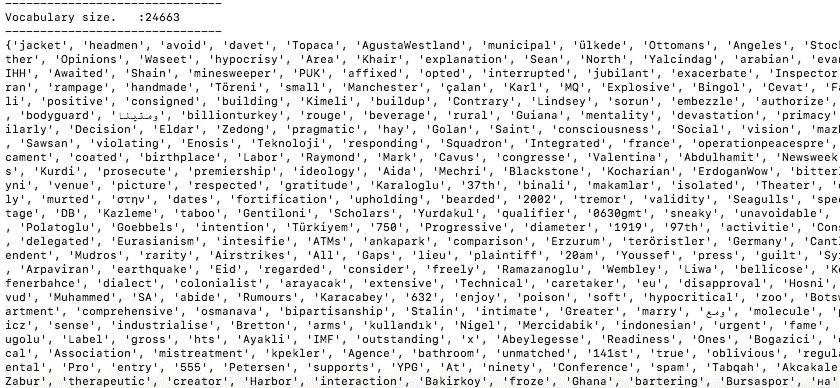 -------------------------------
Vocabulary size.   :24663
-------------------------------
{'jacket', 'headmen', 'avoid', 'davet', 'Topaca', 'AgustaWestland', 'municipal', 'ülkede', 'Ottomans', 'Angeles', 'Stoc
ther', 'Opinions', 'Waseet', 'hypocrisy', 'Area', 'Khair', 'explanation', 'Sean', 'North', 'Yalcindag', 'arabian', 'evan
IHH', 'Awaited', 'Shain', 'minesweeper', 'PUK', 'affixed', 'opted', 'interrupted', 'jubilant', 'exacerbate', 'Inspector
ran', 'rampage', 'handmade', 'Töreni', 'small', 'Manchester', 'çalan', 'Karl', 'MQ', 'Explosive', 'Bingol', 'Cevat', 'Fa
li', 'positive', 'consigned', 'building', 'Kimeli', 'buildup', 'Contrary', 'Lindsey', 'sorun', 'embezzle', 'authorize',
, 'bodyguard', 'billionturkey', 'rouge', 'beverage', 'rural', 'Guiana', 'mentality', 'devastation', 'primacy'
ilarly', 'Decision', 'Eldar', 'Zedong', 'pragmatic', 'hay', 'Golan', 'Saint', 'consciousness', 'Social', 'vision', 'maz
, 'Sawsan', 'violating', 'Enosis', 'Teknoloji', 'responding', 'Squadron', 'Integrated', 'france', 'operationpeacespre',
cament', 'coated', 'birthplace', 'Labor', 'Raymond', 'Mark', 'Cavus', 'congresse', 'Valentina', 'Abdulhamit', 'Newsweek
s', 'Kurdi', 'prosecute', 'premiership', 'ideology', 'Aida', 'Mechri', 'Blackstone', 'Kocharian', 'ErdoganWow', 'bitter
yni', 'venue', 'picture', 'respected', 'gratitude', 'Karaloglu', '37th', 'binali', 'makamlar', 'isolated', 'Theater',
ly', 'murted', 'στην', 'dates', 'fortification', 'upholding', 'bearded', '2002', 'tremor', 'validity', 'Seagulls', 'spe
tage', 'DB', 'Kazleme', 'taboo', 'Gentiloni', 'Scholars', 'Yurdakul', 'qualifier', '0630gmt', 'sneaky', 'unavoidable',
, 'Polatoglu', 'Goebbels', 'intention', 'Türkiyem', '750', 'Progressive', 'diameter', '1919', '97th', 'activitie', 'Con
, 'delegated', 'Eurasianism', 'intesifie', 'ATMs', 'ankapark', 'comparison', 'Erzurum', 'teröristler', 'Germany', 'Cant
endent', 'Mudros', 'rarity', 'Airstrikes', 'All', 'Gaps', 'lieu', 'plaintiff', '20am', 'Youssef', 'press', 'guilt', 'Sy
, 'Arpaviran', 'earthquake', 'Eid', 'regarded', 'consider', 'freely', 'Ramazanoglu', 'Wembley', 'Liwa', 'bellicose', 'K
fenerbahce', 'dialect', 'colonialist', 'arayacak', 'extensive', 'Technical', 'caretaker', 'eu', 'disapproval', 'Hosni',
vud', 'Muhammed', 'SA', 'abide', 'Rumours', 'Karacabey', '632', 'enjoy', 'poison', 'soft', 'hypocritical', 'zoo', 'Bots
artment', 'comprehensive', 'osmanava', 'bipartisanship', 'Stalin', 'intimate', 'Greater', 'marry', 'ومع', 'molecule', 'p
icz', 'sense', 'industrialise', 'Bretton', 'arms', 'kullandık', 'Nigel', 'Mercidabik', 'indonesian', 'urgent', 'fame',
ugolu', 'Label', 'gross', 'hts', 'Ayakli', 'IMF', 'outstanding', 'x', 'Abeylegesse', 'Readiness', 'Ones', 'Bogazici',
cal', 'Association', 'mistreatment', 'kpekler', 'Agence', 'bathroom', 'unmatched', '141st', 'true', 'oblivious', 'regul
ental', 'Pro', 'entry', '555', 'Petersen', 'supports', 'YPG', 'At', 'ninety', 'Conference', 'spam', 'Tabqah', 'Akcakale
Zabur', 'therapeutic', 'creator', 'Harbor', 'interaction', 'Bakirkoy', 'froze', 'Ghana', 'bartering', 'Bursaspor', 'an